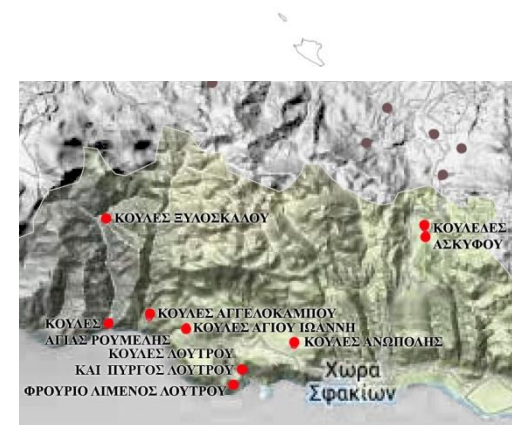 ΚΟΥΛΕΣ ΞΥΛΟΣΚΑΛΟΥ
ΚΟΥΛΕΔΕΣ
ΑΣΚΥΦΟΥ
ΚΟΥΛΕΣ ΑΓΓΕΛΟΚΑΜΠΟΥ
ΚΟΥΛΕΣ
ΑΓΙΑΣ ΡΟΥΜΕΛΗΣ
ΚΟΥΛΕΣ ΑΓΙΟΥ ΙΩΑΝΝΗ
ΚΟΥΛΕΣ ΑΝΩΠΟΛΗΣ
ΚΟΥΛΕΣ ΛΟΥΤΡΟΥ
ΚΑΙ ΠΥΡΓΟΣ ΛΟΥΤΡΟΥ
ΦΡΟΥΡΙΟ ΛΙΜΕΝΟΣ ΛΟΥΤΡΟΥ
Χώρα
Σφακίων